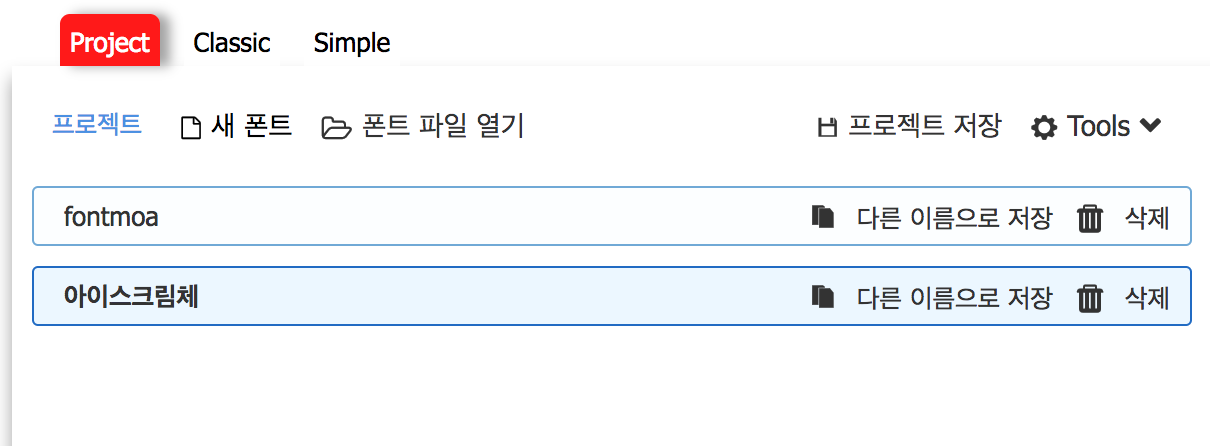 Project Classic Simple
프로젝트 새 폰트 폰트 파일 열기 프로젝트 저장 Tools
fontmoa 다른 이름으로 저장 삭제
아이스크림체 다른 이름으로 저장 삭제